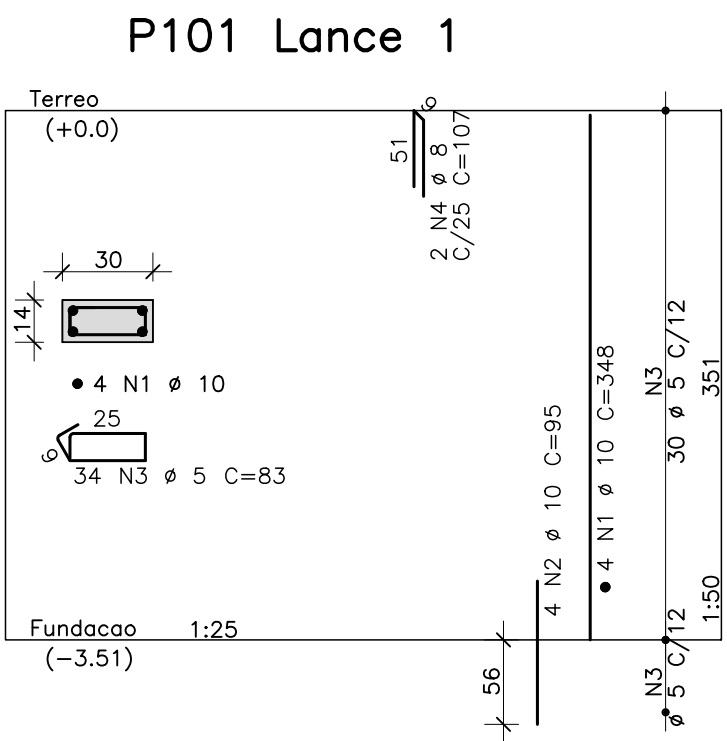 P101 Lance 1
Terreo
(+0.0)
6
51
2 N4 ø 8
C/25 C=107
30
14
4 N1 ø 10
25
6
34 N3 ø 5 C=83
4 N2 ø 10 C=95
4 N1 ø 10 C=348
N3
30 ø 5 C/12
351
1:50
Fundacao 1:25
(-3.51)
56
N3
ø 5 C/12